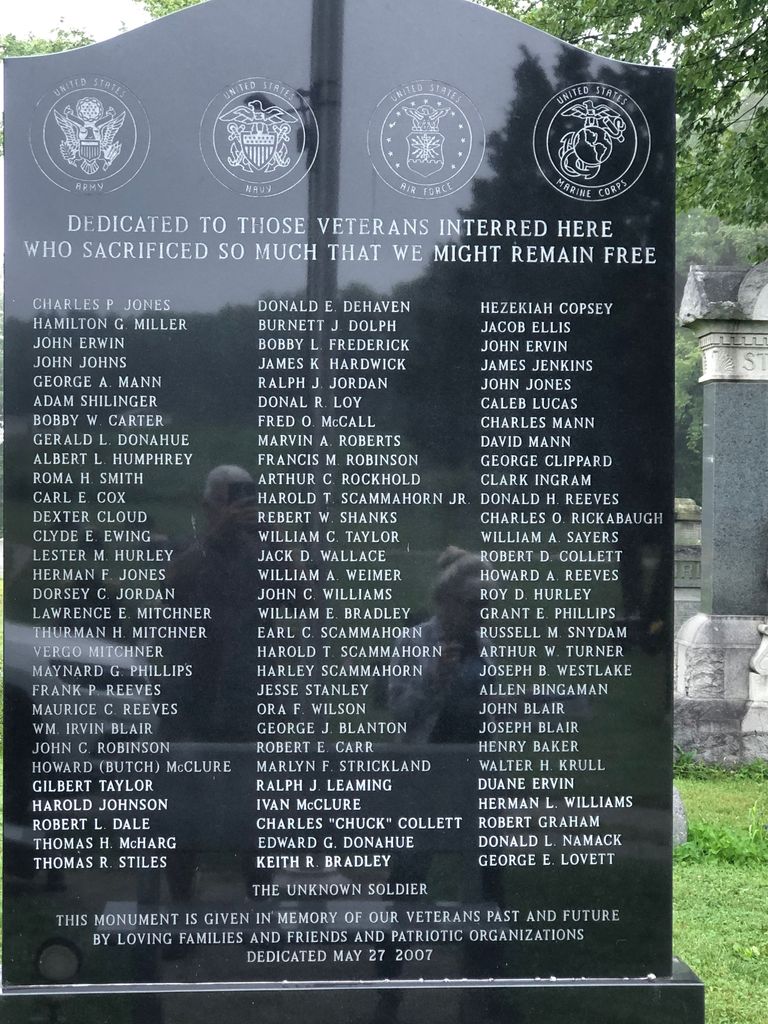 UNITED STATES
ARMY
UNITED STATES
NAVY
UNITED STATES
AIR FORCE
UNITED STATES
MARINE CORPS
DEDICATED TO THOSE VETERANS INTERRED HERE
WHO SACRIFICED SO MUCH THAT WE MIGHT REMAIN FREE
CHARLES P. JONES
HAMILTON G. MILLER
JOHN ERWIN
JOHN JOHNS
GEORGE A. MANN
ADAM SHILINGER
BOBBY W. CARTER
GERALD L. DONAHUE
ALBERT L. HUMPHREY
ROMA H. SMITH
CARL E. COX
DEXTER CLOUD
CLYDE E. EWING
LESTER M. HURLEY
HERMAN F. JONES
DORSEY C. JORDAN
LAWRENCE E. MITCHNER
THURMAN H. MITCHNER
VERGO MITCHNER
MAYNARD G. PHILLIPS
FRANK P. REEVES
MAURICE C. REEVES
WM. IRVIN BLAIR
JOHN C. ROBINSON
HOWARD (BUTCH) McCLURE
GILBERT TAYLOR
HAROLD JOHNSON
ROBERT L. DALE
THOMAS H. McHARG
THOMAS R. STILES
DONALD E. DEHAVEN
BURNETT J. DOLPH
BOBBY L. FREDERICK
JAMES K. HARDWICK
RALPH J. JORDAN
DONAL R. LOY
FRED O. McCALL
MARVIN A. ROBERTS
FRANCIS M. ROBINSON
ARTHUR C. ROCKHOLD
HAROLD T. SCAMMAHORN JR.
REBERT W. SHANKS
WILLIAM C. TAYLOR
JACK D. WALLACE
WILLIAM A. WEIMER
JOHN C. WILLIAMS
WILLIAM E. BRADLEY
EARL C. SCAMMAHORN
HAROLD T. SCAMMAHORN
HARLEY SCAMMAHORN
JESSE STANLEY
ORA F. WILSON
GEORGE J. BLANTON
ROBERT E. CARR
MARLYN F. STRICKLAND
RALPH J. LEAMING
IVAN McCLURE
CHARLES "CHUCK" COLLETT
EDWARD G. DONAHUE
KEITH R. BRADLEY
HEZEKIAH COPSEY
JACOB ELLIS
JOHN ERVIN
JAMES JENKINS
JOHN JONES
CALEB LUCAS
CHARLES MANN
DAVID MANN
GEORGE CLIPPARD
CLARK INGRAM
DONALD H. REEVES
CHARLES O. RICKABAUGH
WILLIAM A. SAYERS
ROBERT D. COLLETT
HOWARD A. REEVES
ROY D. HURLEY
GRANT E. PHILLIPS
RUSSELL M. SNYDAM
ARTHUR W. TURNER
JOSEPH B. WESTLAKE
ALLEN BINGAMAN
JOHN BLAIR
JOSEPH BLAIR
HENRY BAKER
WALTER H. KRULL
DUANE ERVIN
HERMAN L. WILLIAMS
ROBERT GRAHAM
DONALD L. NAMACK
GEORGE E. LOVETT
THE UNKNOWN SOLDIER
THIS MONUMENT IS GIVEN IN MEMORY OF OUR VETERANS PAST AND FUTURE
BY LOVING FAMILIES AND FRIENDS AND PATRIOTIC ORGANIZATIONS
DEDICATED MAY 27 2007